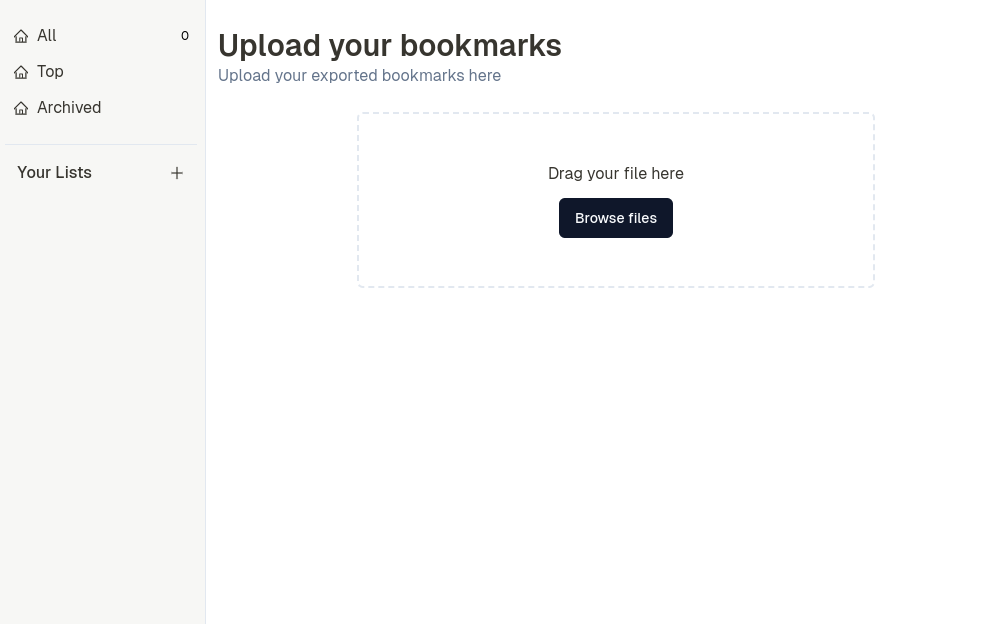 All 0
Top
Archived
Your Lists +
Upload your bookmarks
Upload your exported bookmarks here
Drag your file here
Browse files